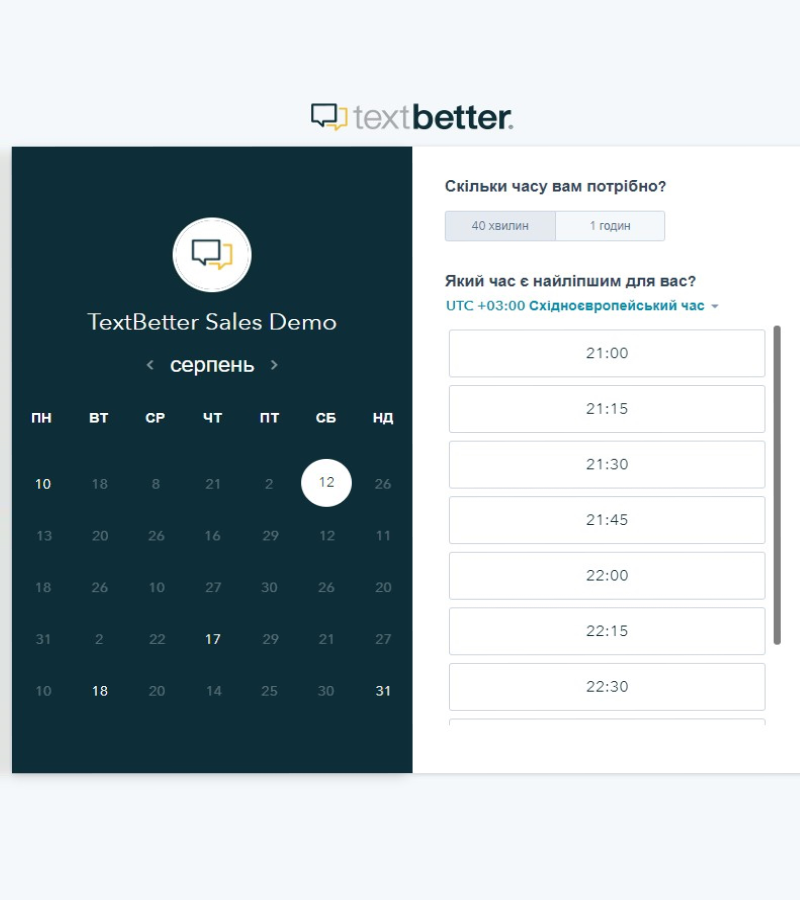 textbetter.
TextBetter Sales Demo
серпень
ПН ВТ СР ЧТ ПТ СБ НД
10 18 8 21 2 12 26
13 20 26 16 29 12 11
18 26 10 27 30 26 20
31 2 22 17 29 21 27
10 18 20 14 25 30 31
Скільки часу вам потрібно?
40 хвилин 1 годин
Який час є найліпшим для вас?
UTC +03:00 Східноєвропейський час
21:00
21:15
21:30
21:45
22:00
22:15
22:30